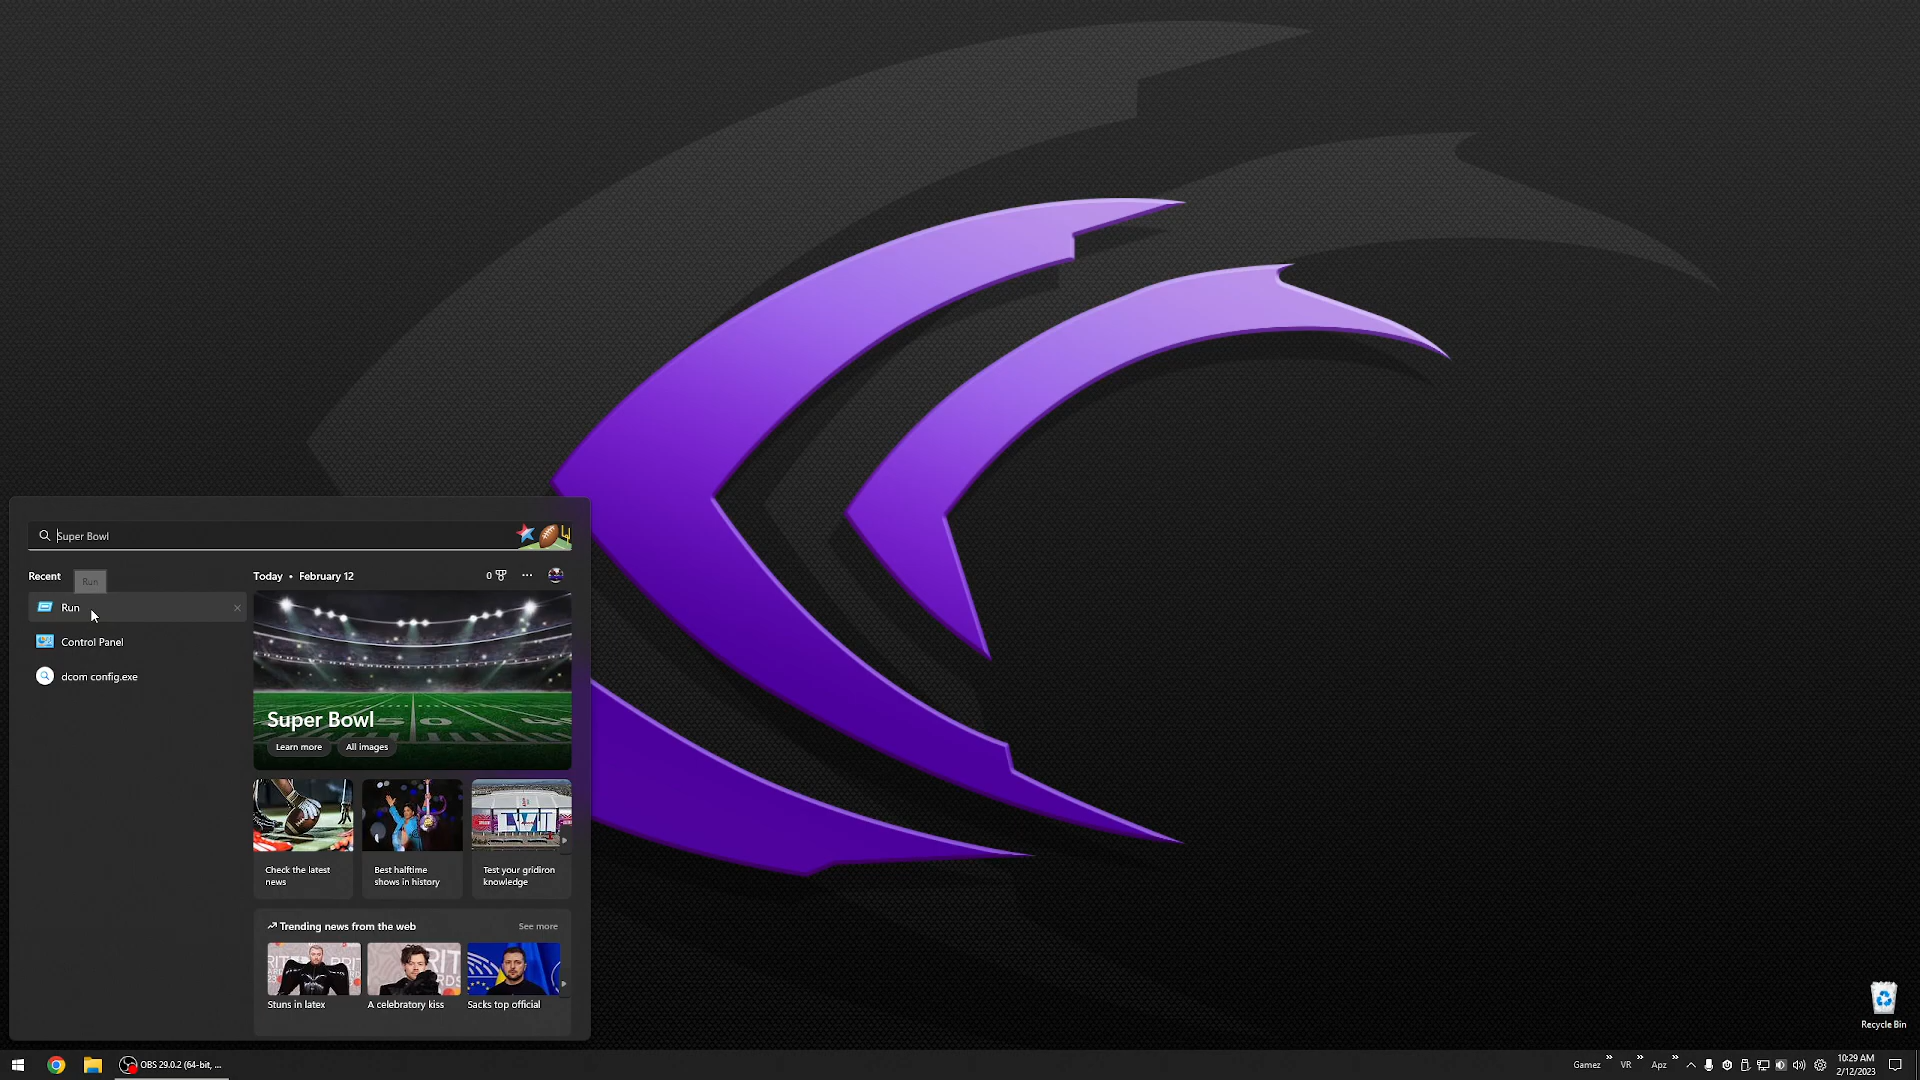 Super Bowl
Recent
Run
Today • February 12
0
Run
Control Panel
dcom config.exe
Super Bowl
Learn more
All images
LVII
Check the latest
news
Best halftime
shows in history
Test your gridiron
knowledge
Trending news from the web
See more
Stuns in latex
A celebratory kiss
Sacks top official
Recycle Bin
OBS 29.0.2 (64-bit, ...
Gamez
VR
Apz
10:29 AM
2/12/2023